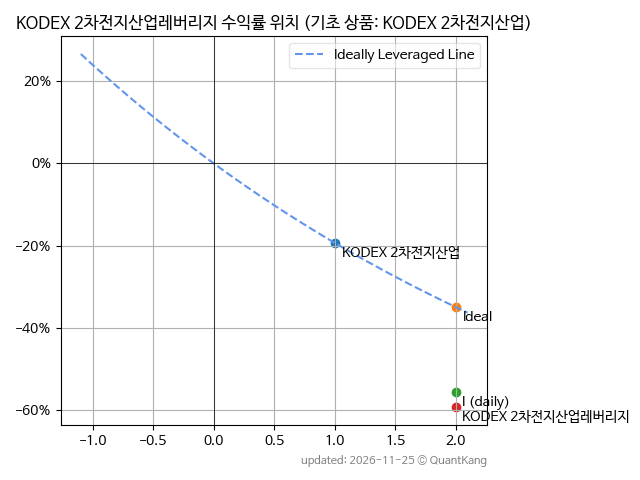 KODEX 2차전지산업레버리지 수익률 위치 (기초 상품: KODEX 2차전지산업)
Ideally Leveraged Line
20%
0%
−20%
−40%
−60%
KODEX 2차전지산업
Ideal
l (daily)
KODEX 2차전지산업레버리지
−1.0 −0.5 0.0 0.5 1.0 1.5 2.0
updated: 2026-11-25 © QuantKang